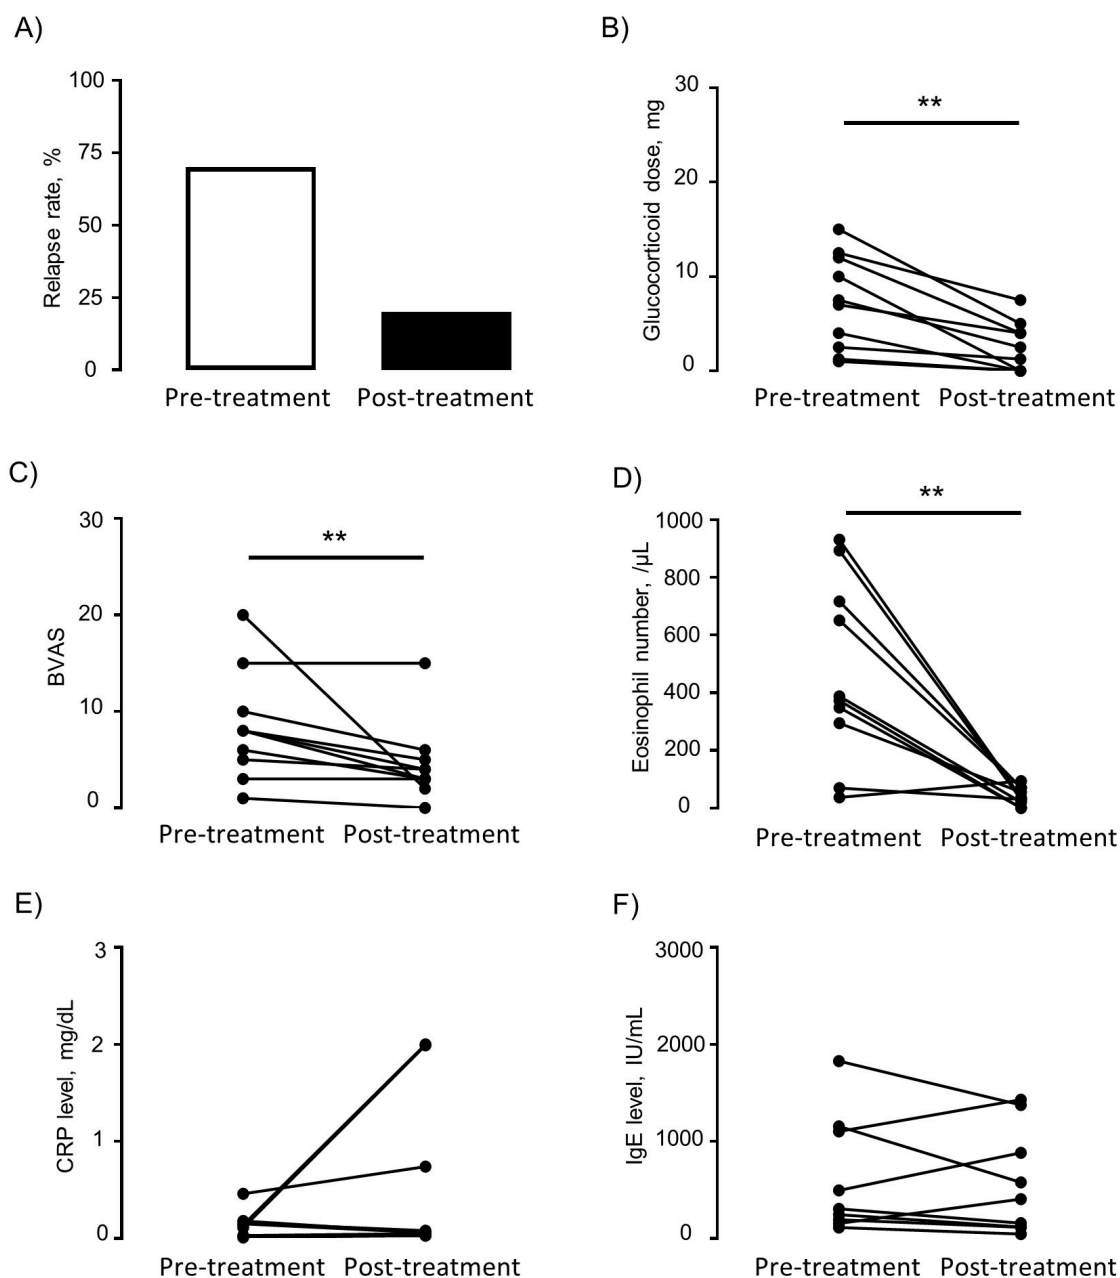 A)
Relapse rate, %
100
75
50
25
0
Pre-treatment Post-treatment
B)
Glucocorticoid dose, mg
30
20
10
0
**
Pre-treatment Post-treatment
C)
BVAS
30
20
10
0
**
Pre-treatment Post-treatment
D)
Eosinophil number, /μL
1000
800
600
400
200
0
**
Pre-treatment Post-treatment
E)
CRP level, mg/dL
3
2
1
0
Pre-treatment Post-treatment
F)
IgE level, IU/mL
3000
2000
1000
0
Pre-treatment Post-treatment